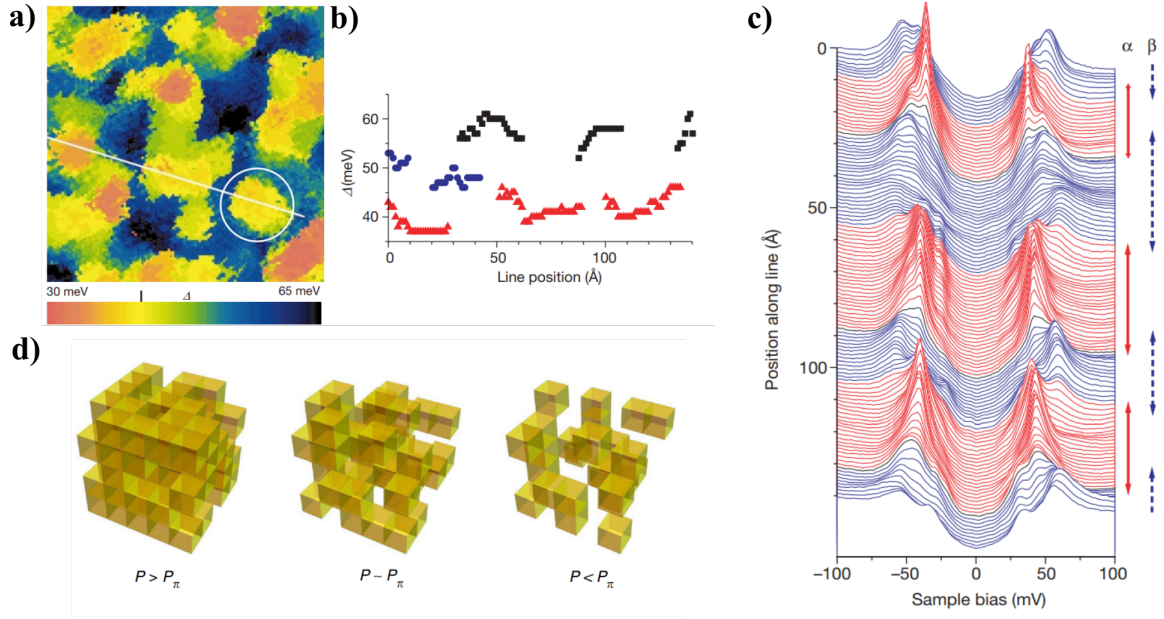 a)
30 meV
Δ
65 meV
b)
Δ (meV)
60
50
40
0
50
100
Line position (Å)
c)
α
β
Position along line (Å)
0
50
100
−100
−50
0
50
100
Sample bias (mV)
d)
P > Pπ
P ~ Pπ
P < Pπ